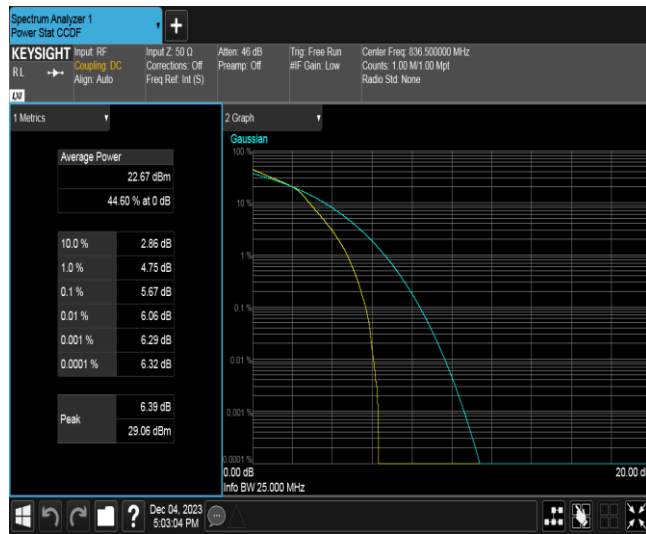 Spectrum Analyzer 1
Power Stat CCDF
+
KEYSIGHT
RL
LXI
Input: RF
Coupling: DC
Align: Auto
Input Z: 50 Ω
Corrections: Off
Freq Ref: Int (S)
Atten: 46 dB
Preamp: Off
Trig: Free Run
#IF Gain: Low
Center Freq: 836.500000 MHz
Counts: 1.00 M/1.00 Mpt
Radio Std: None
1 Metrics
Average Power
22.67 dBm
44.60 % at 0 dB
10.0 % 2.86 dB
1.0 % 4.75 dB
0.1 % 5.67 dB
0.01 % 6.06 dB
0.001 % 6.29 dB
0.0001 % 6.32 dB
Peak
6.39 dB
29.06 dBm
2 Graph
Gaussian
100 %
10 %
1 %
0.1 %
0.01 %
0.001 %
0.0001 %
0.00 dB
20.00 d
Info BW 25.000 MHz
?
Dec 04, 2023
5:03:04 PM